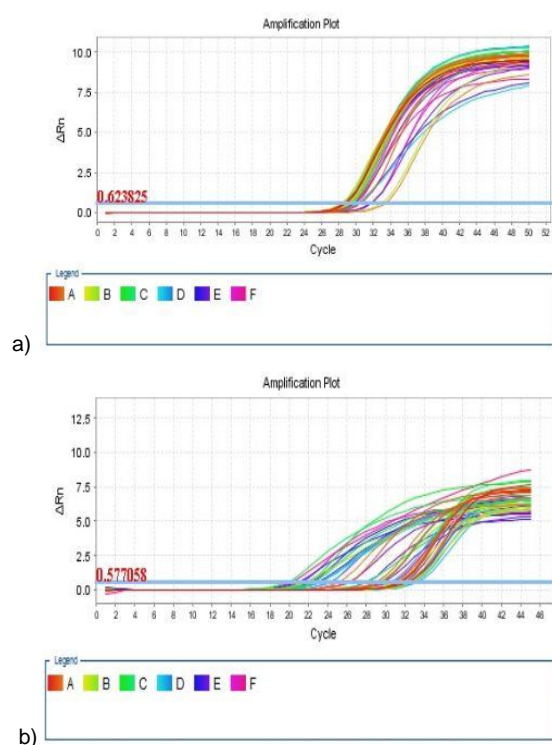 Amplification Plot
10.0
7.5
ΔRn
5.0
2.5
0.623825
0.0
0 2 4 6 8 10 12 14 16 18 20 22 24 26 28 30 32 34 36 38 40 42 44 46 48 50 52
Cycle
Legend
A B C D E F
a)
Amplification Plot
12.5
10.0
7.5
ΔRn
5.0
2.5
0.577058
0.0
0 2 4 6 8 10 12 14 16 18 20 22 24 26 28 30 32 34 36 38 40 42 44 46
Cycle
Legend
A B C D E F
b)